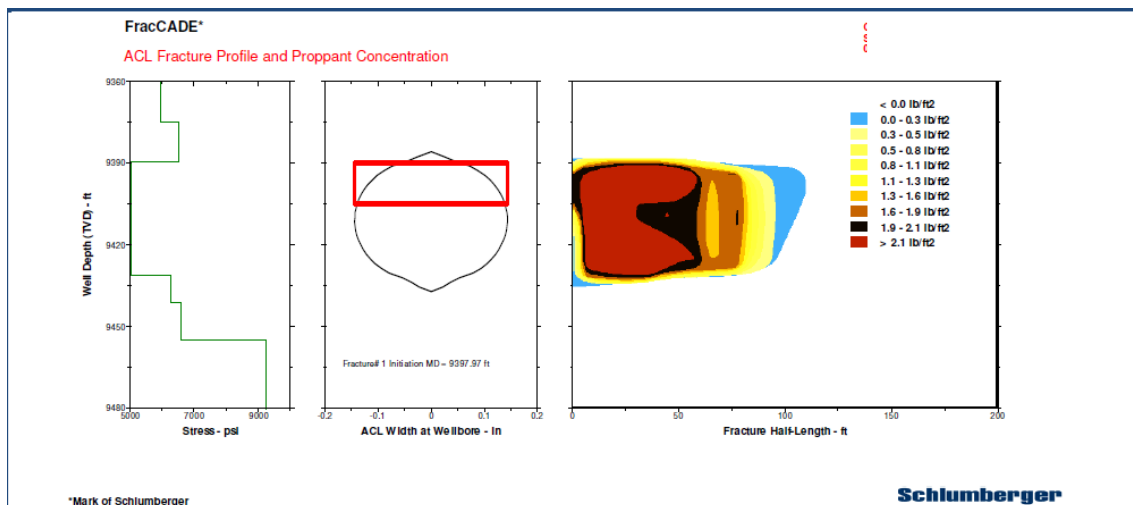 FracCADE*
ACL Fracture Profile and Proppant Concentration
9360
9390
9420
9450
9480
Well Depth (TVD) - ft
5000 7000 9000
Stress - psi
Fracture# 1 Initiation MD = 9397.97 ft
-0.2 -0.1 0 0.1 0.2
ACL Width at Wellbore - in
< 0.0 lb/ft2
0.0 - 0.3 lb/ft2
0.3 - 0.5 lb/ft2
0.5 - 0.8 lb/ft2
0.8 - 1.1 lb/ft2
1.1 - 1.3 lb/ft2
1.3 - 1.6 lb/ft2
1.6 - 1.9 lb/ft2
1.9 - 2.1 lb/ft2
> 2.1 lb/ft2
0 50 100 150 200
Fracture Half-Length - ft
*Mark of Schlumberger
Schlumberger